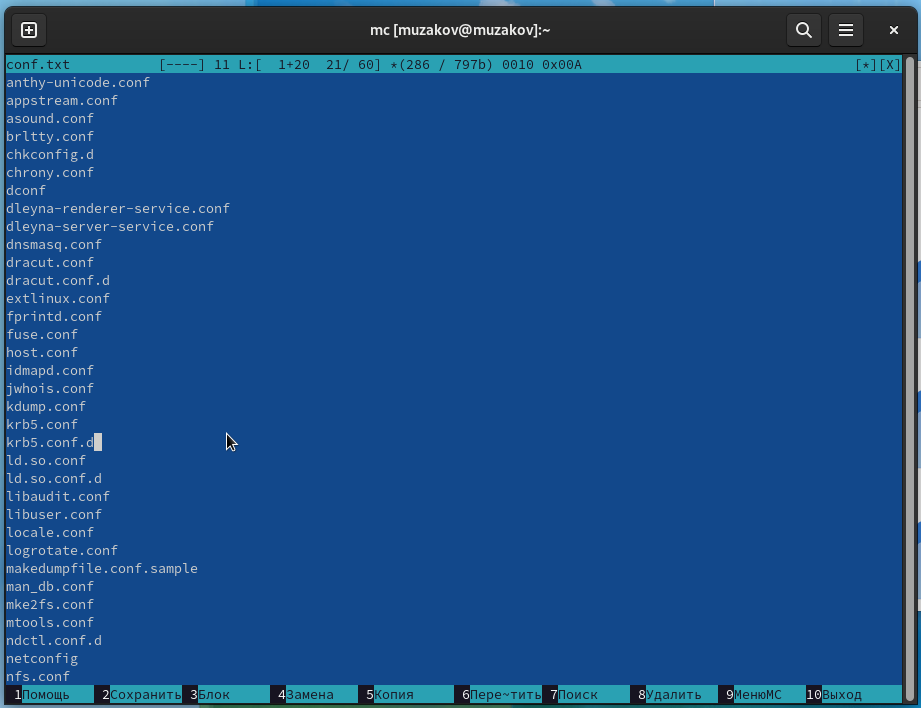 mc [muzakov@muzakov]:~
conf.txt [----] 11 L:[ 1+20 21/ 60] *(286 / 797b) 0010 0x00A [*][X]
anthy-unicode.conf
appstream.conf
asound.conf
brltty.conf
chkconfig.d
chrony.conf
dconf
dleyna-renderer-service.conf
dleyna-server-service.conf
dnsmasq.conf
dracut.conf
dracut.conf.d
extlinux.conf
fprintd.conf
fuse.conf
host.conf
idmapd.conf
jwhois.conf
kdump.conf
krb5.conf
krb5.conf.d
ld.so.conf
ld.so.conf.d
libaudit.conf
libuser.conf
locale.conf
logrotate.conf
makedumpfile.conf.sample
man_db.conf
mke2fs.conf
mtools.conf
ndctl.conf.d
netconfig
nfs.conf
1Помощь 2Сохранить 3Блок 4Замена 5Копия 6Пере~тить 7Поиск 8Удалить 9МенюMC 10Выход